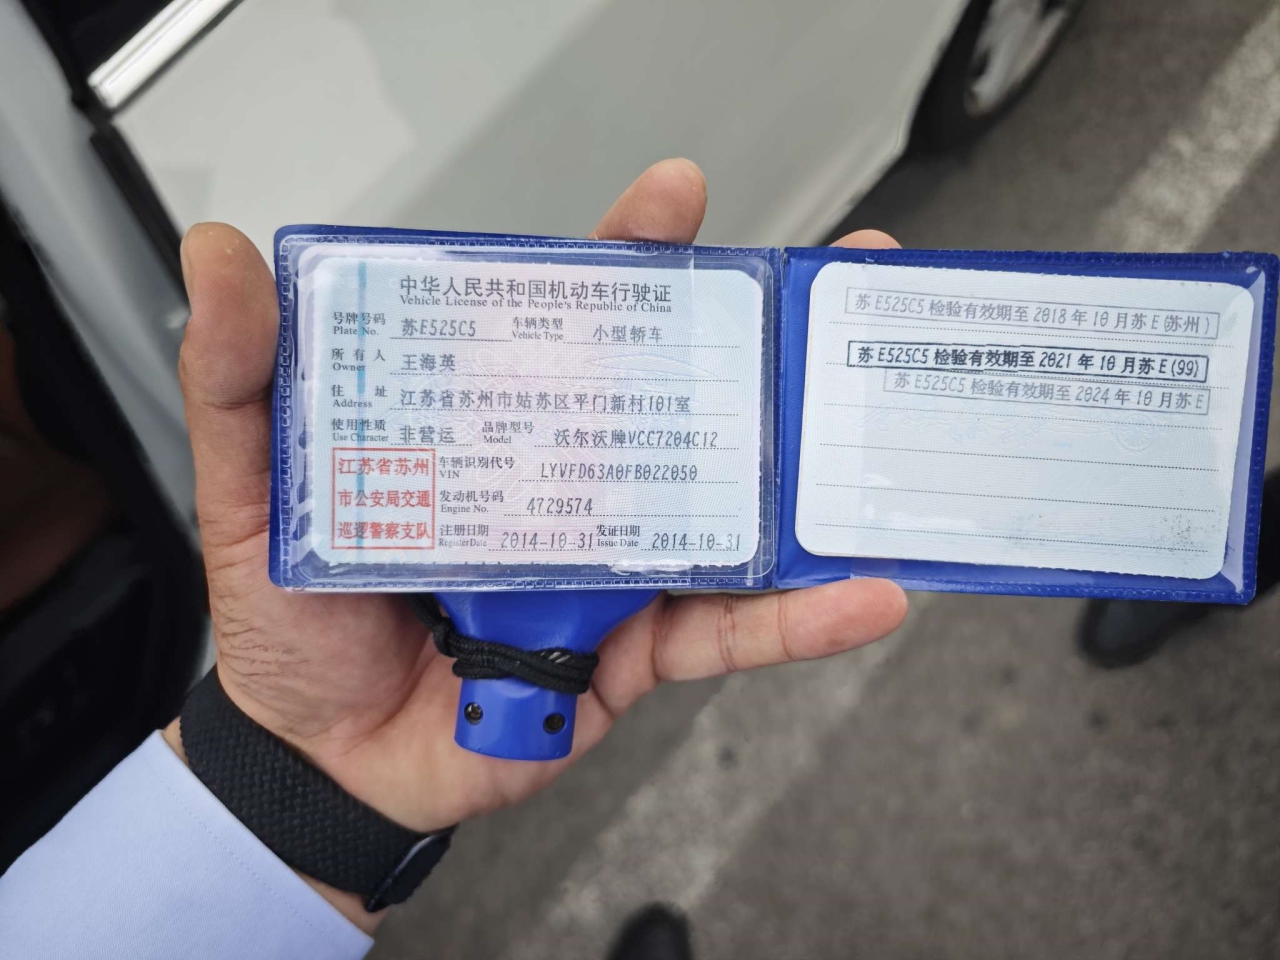 中华人民共和国机动车行驶证
Vehicle License of the People's Republic of China
号牌号码 苏E525C5 车辆类型 小型轿车
Plate No. Vehicle Type
所有人 王海英
Owner
住址 江苏省苏州市姑苏区平门新村101室
Address
使用性质 非营运 品牌型号 沃尔沃牌VCC7204C12
Use Character Model
江苏省苏州
市公安局交通
巡逻警察支队
车辆识别代号 LYVFD63A0FB022050
VIN
发动机号码 4729574
Engine No.
注册日期 2014-10-31 发证日期 2014-10-31
Register Date Issue Date
苏E525C5 检验有效期至 2018 年 10 月苏E(苏州)
苏E525C5 检验有效期至 2021 年 10 月苏E(99)
苏E525C5 检验有效期至 2024 年 10 月苏E